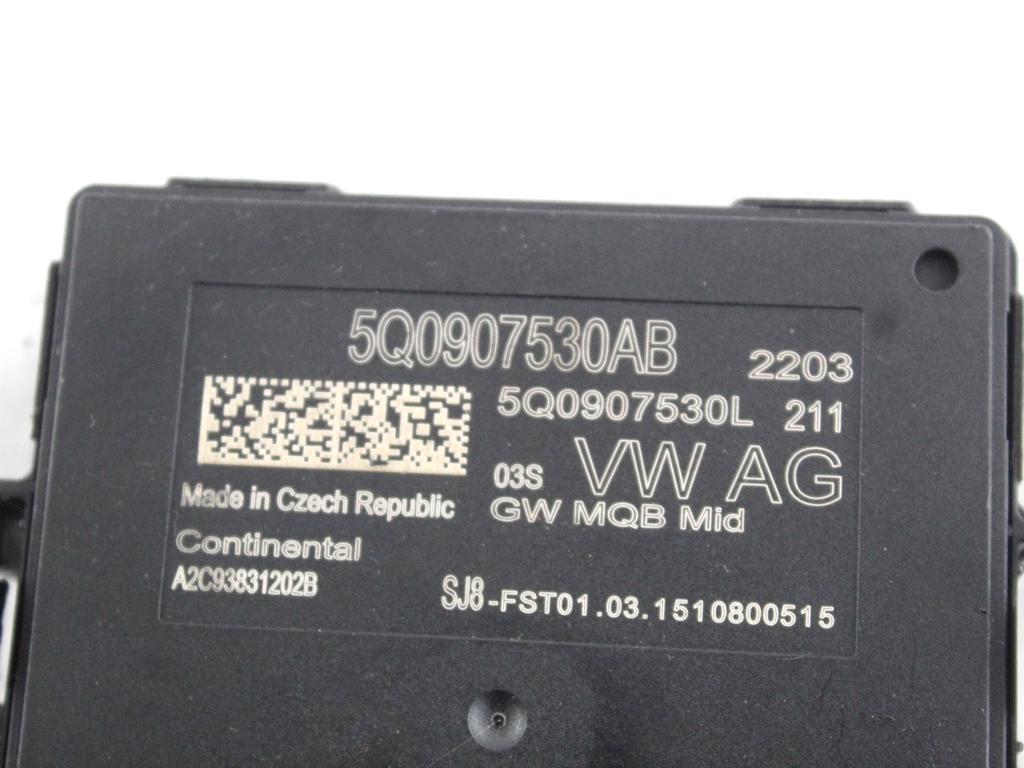 5Q0907530AB 2203
5Q0907530L 211
03S VW AG
Made in Czech Republic
GW MQB Mid
Continental
A2C93831202B
SJ8-FST01.03.1510800515